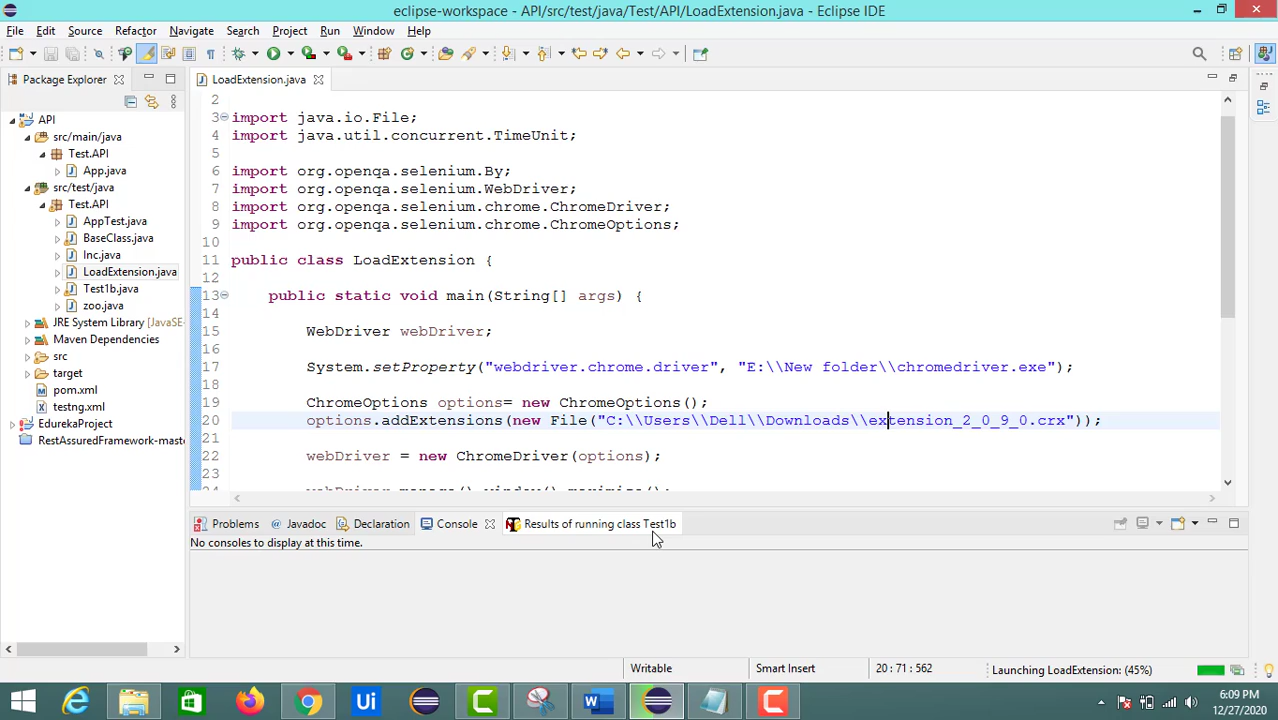 eclipse-workspace - API/src/test/java/Test/API/LoadExtension.java - Eclipse IDE
File Edit Source Refactor Navigate Search Project Run Window Help
Package Explorer
LoadExtension.java
API
src/main/java
Test.API
App.java
src/test/java
Test.API
AppTest.java
BaseClass.java
Inc.java
LoadExtension.java
Test1b.java
zoo.java
JRE System Library [JavaSE-
Maven Dependencies
src
target
pom.xml
testng.xml
EdurekaProject
RestAssuredFramework-mast
2
3 import java.io.File;
4 import java.util.concurrent.TimeUnit;
5
6 import org.openqa.selenium.By;
7 import org.openqa.selenium.WebDriver;
8 import org.openqa.selenium.chrome.ChromeDriver;
9 import org.openqa.selenium.chrome.ChromeOptions;
10
11 public class LoadExtension {
12
13 public static void main(String[] args) {
14
15 WebDriver webDriver;
16
17 System.setProperty("webdriver.chrome.driver", "E:\\New folder\\chromedriver.exe");
18
19 ChromeOptions options= new ChromeOptions();
20 options.addExtensions(new File("C:\\Users\\Dell\\Downloads\\extension_2_0_9_0.crx"));
21
22 webDriver = new ChromeDriver(options);
23
24 webDriver.manage().window().maximize();
Problems Javadoc Declaration Console Results of running class Test1b
No consoles to display at this time.
Writable Smart Insert 20 : 71 : 562 Launching LoadExtension: (45%)
Ui
W
6:09 PM
12/27/2020